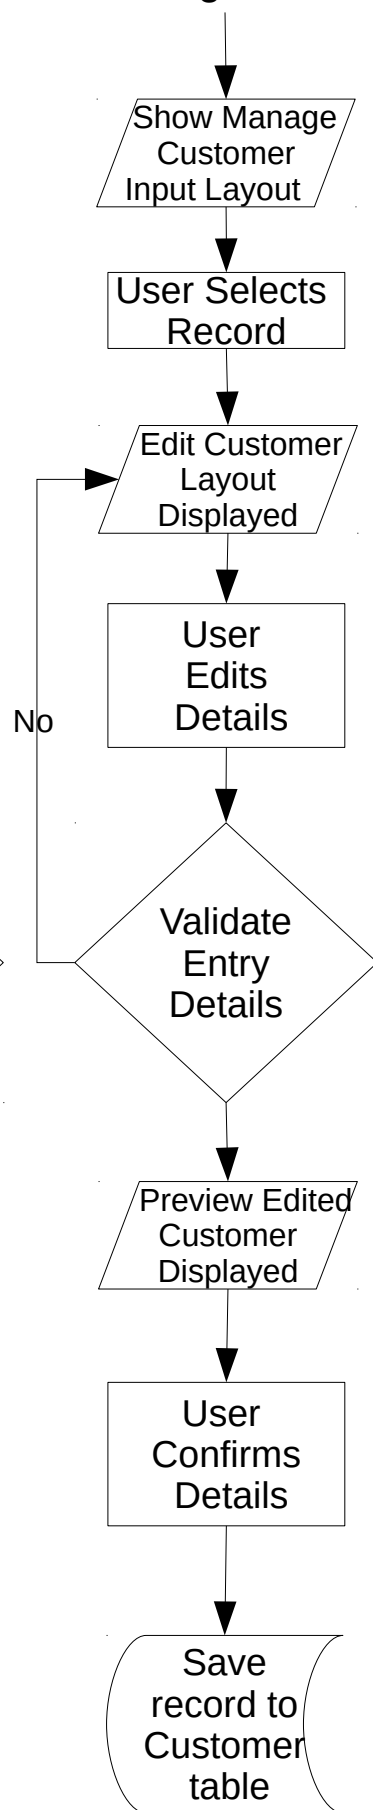 Show Manage
Customer
Input Layout
User Selects
Record
Edit Customer
Layout
Displayed
User
Edits
Details
No
Validate
Entry
Details
Preview Edited
Customer
Displayed
User
Confirms
Details
Save
record to
Customer
table